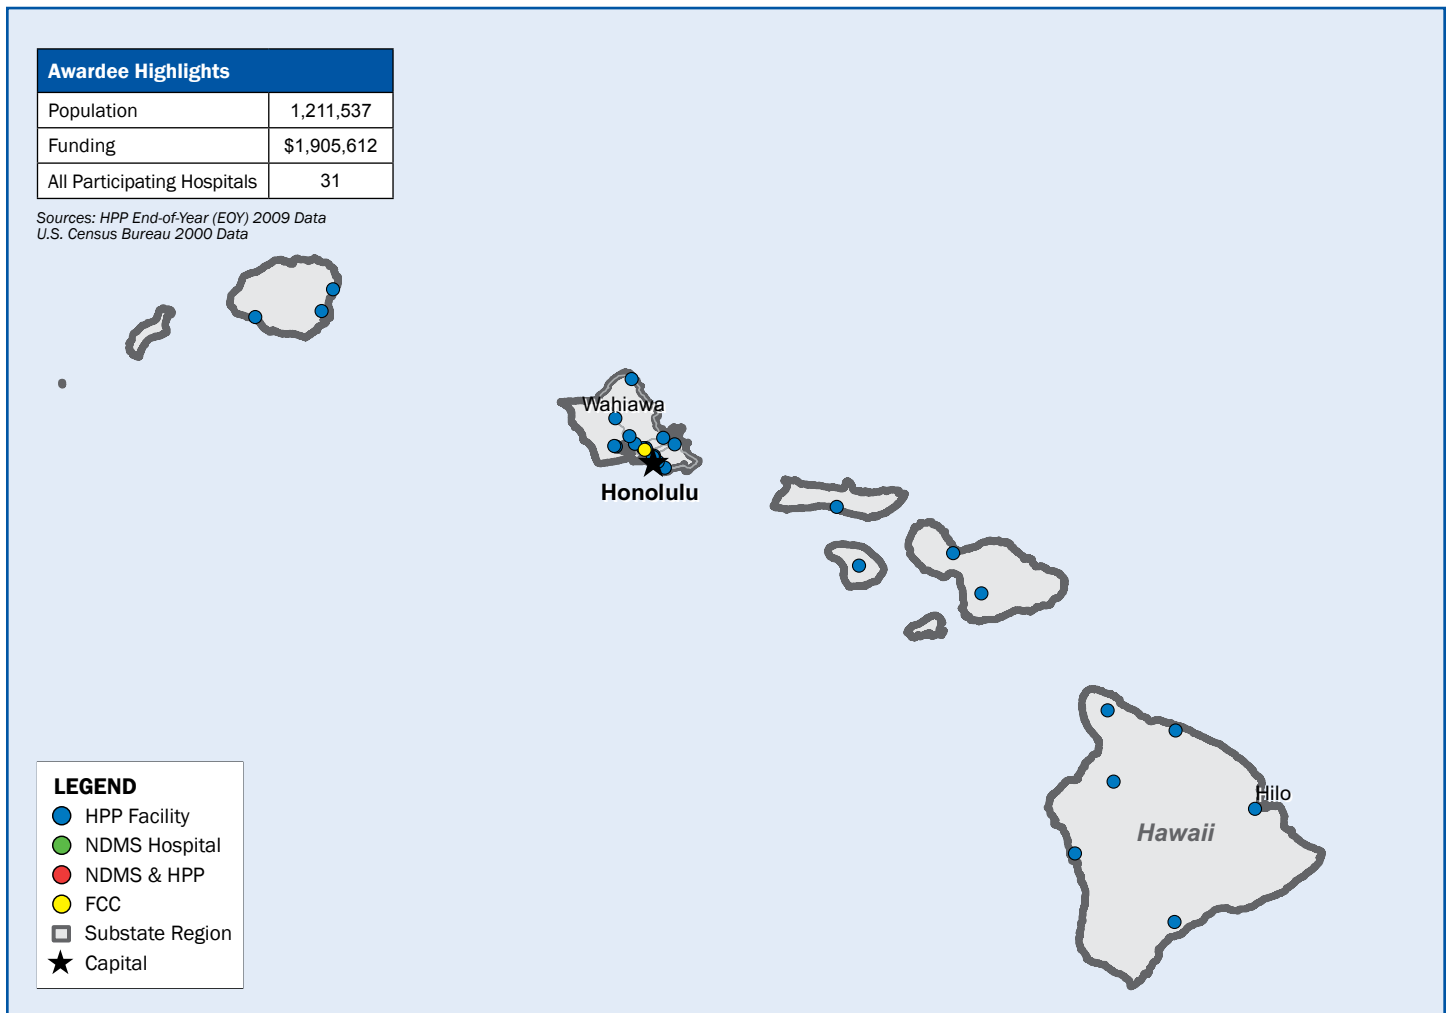 Awardee Highlights
Population 1,211,537
Funding $1,905,612
All Participating Hospitals 31
Sources: HPP End-of-Year (EOY) 2009 Data
U.S. Census Bureau 2000 Data
Wahiawa
Honolulu
Hilo
Hawaii
LEGEND
HPP Facility
NDMS Hospital
NDMS & HPP
FCC
Substate Region
Capital